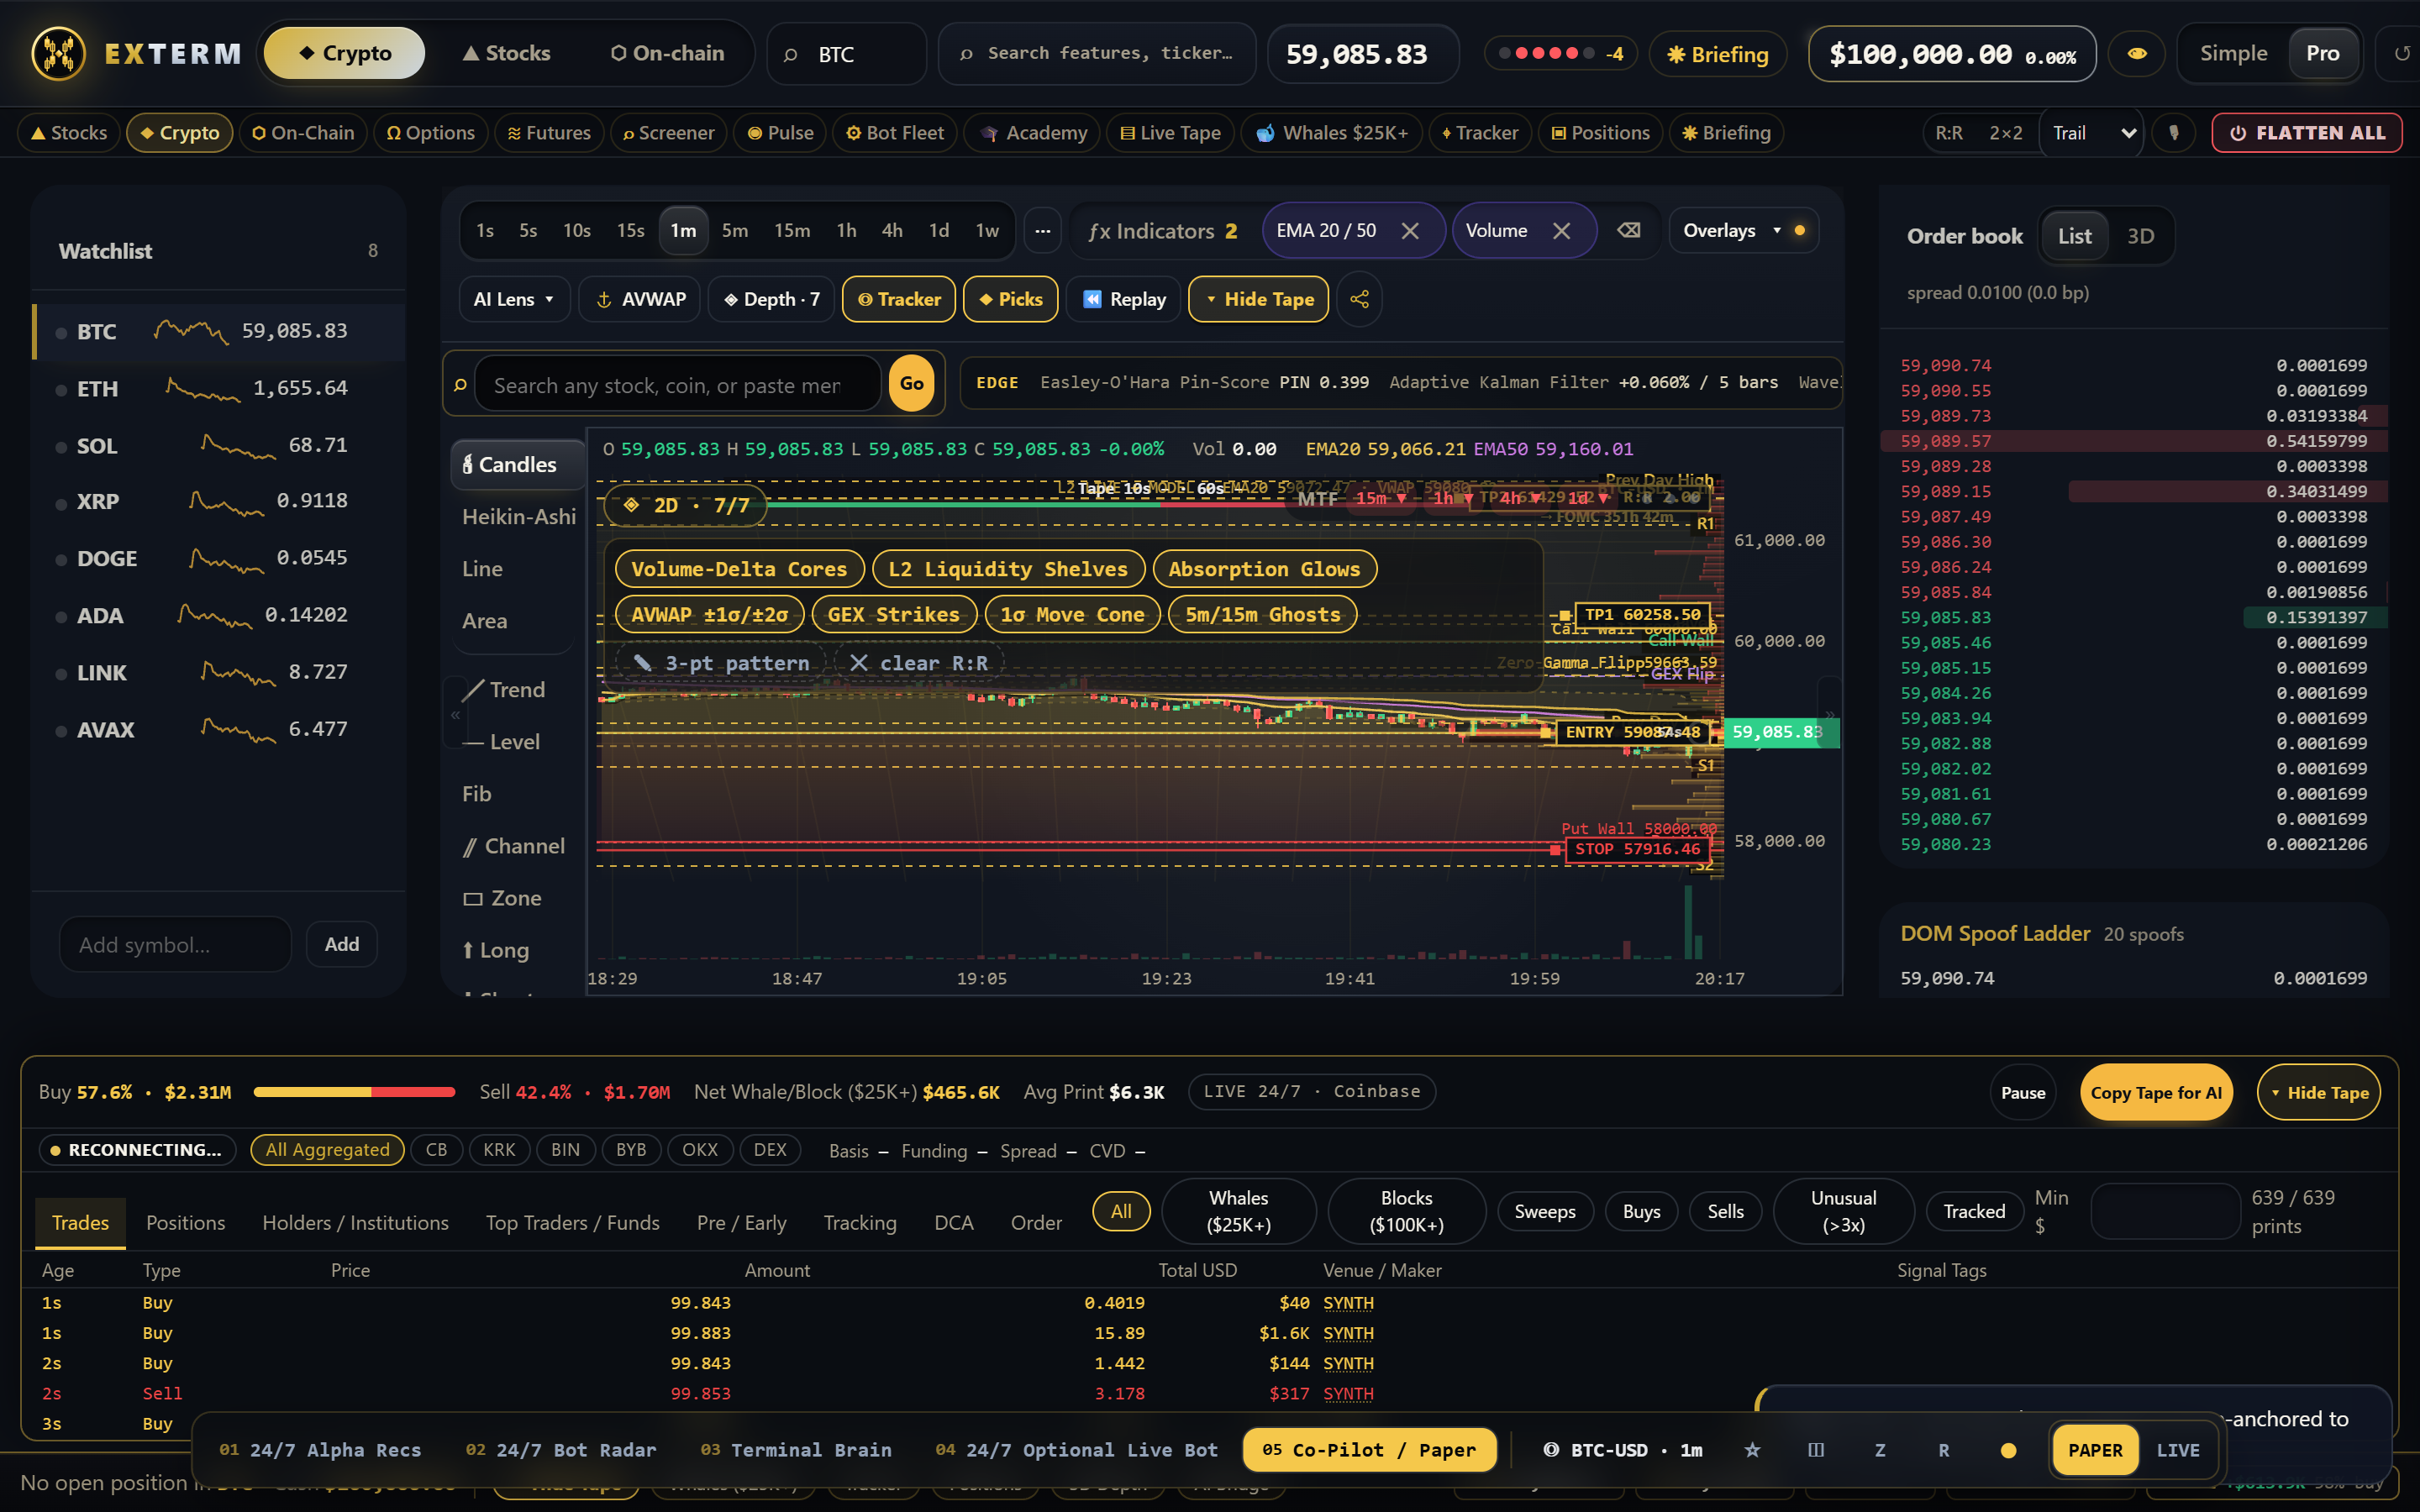 EXTERM Crypto Stocks On-chain BTC Search features, ticker... 59,085.83 -4 Briefing $100,000.00 0.00% Simple Pro
Stocks Crypto On-Chain Options Futures Screener Pulse Bot Fleet Academy Live Tape Whales $25K+ Tracker Positions Briefing R:R 2×2 Trail FLATTEN ALL
Watchlist 8
BTC 59,085.83
ETH 1,655.64
SOL 68.71
XRP 0.9118
DOGE 0.0545
ADA 0.14202
LINK 8.727
AVAX 6.477
Add symbol... Add
1s 5s 10s 15s 1m 5m 15m 1h 4h 1d 1w ... ƒx Indicators 2 EMA 20 / 50 Volume Overlays
AI Lens AVWAP Depth · 7 Tracker Picks Replay Hide Tape
Search any stock, coin, or paste mer Go EDGE Easley-O'Hara Pin-Score PIN 0.399 Adaptive Kalman Filter +0.060% / 5 bars
Candles
Heikin-Ashi
Line
Area
Trend
Level
Fib
Channel
Zone
Long
O 59,085.83 H 59,085.83 L 59,085.83 C 59,085.83 -0.00% Vol 0.00 EMA20 59,066.21 EMA50 59,160.01
Prev Day High
Tape 10s 60s
2D · 7/7 MTF 15m 1h 4h 1d
FOMC 351h 42m R1
Volume-Delta Cores L2 Liquidity Shelves Absorption Glows
AVWAP ±1σ/±2σ GEX Strikes 1σ Move Cone 5m/15m Ghosts
3-pt pattern clear R:R
61,000.00
TP1 60258.50
Call Wall
60,000.00
Zero-Gamma Flip
GEX Flip
59,085.83
S1
Put Wall 58000.00
STOP 57916.46
58,000.00
S2
18:29 18:47 19:05 19:23 19:41 19:59 20:17
Order book List 3D
spread 0.0100 (0.0 bp)
59,090.74 0.0001699
59,090.55 0.0001699
59,089.73 0.03193384
59,089.57 0.54159799
59,089.28 0.0003398
59,089.15 0.34031499
59,087.49 0.0003398
59,086.30 0.0001699
59,086.24 0.0001699
59,085.84 0.00190856
59,085.83 0.15391397
59,085.46 0.0001699
59,085.15 0.0001699
59,084.26 0.0001699
59,083.94 0.0001699
59,082.88 0.0001699
59,082.02 0.0001699
59,081.61 0.0001699
59,080.67 0.0001699
59,080.23 0.00021206
DOM Spoof Ladder 20 spoofs
59,090.74 0.0001699
Buy 57.6% · $2.31M Sell 42.4% · $1.70M Net Whale/Block ($25K+) $465.6K Avg Print $6.3K LIVE 24/7 · Coinbase Pause Copy Tape for AI Hide Tape
RECONNECTING... All Aggregated CB KRK BIN BYB OKX DEX Basis – Funding – Spread – CVD –
Trades Positions Holders / Institutions Top Traders / Funds Pre / Early Tracking DCA Order All Whales ($25K+) Blocks ($100K+) Sweeps Buys Sells Unusual (>3x) Tracked Min $ 639 / 639 prints
Age Type Price Amount Total USD Venue / Maker Signal Tags
1s Buy 99.843 0.4019 $40 SYNTH
1s Buy 99.883 15.89 $1.6K SYNTH
2s Buy 99.843 1.442 $144 SYNTH
2s Sell 99.853 3.178 $317 SYNTH
3s Buy
-anchored to
01 24/7 Alpha Recs 02 24/7 Bot Radar 03 Terminal Brain 04 24/7 Optional Live Bot 05 Co-Pilot / Paper BTC-USD · 1m Z R PAPER LIVE
No open position